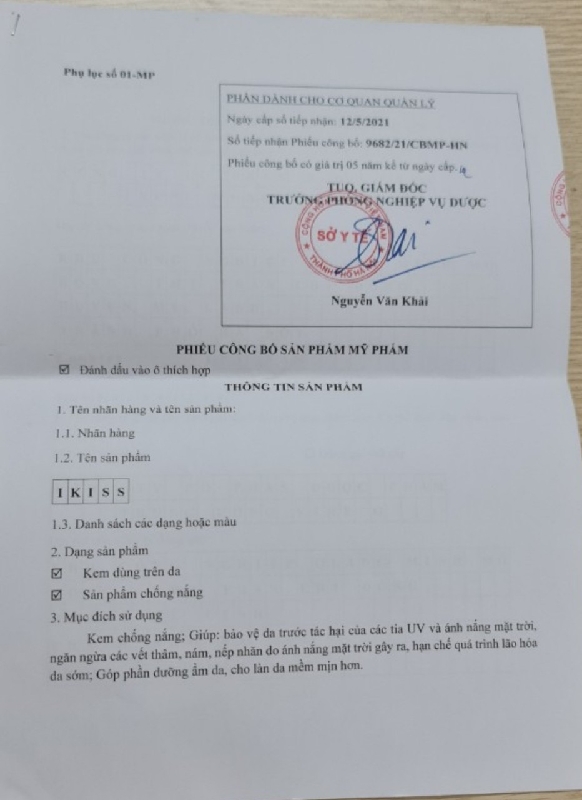 Phụ lục số 01-MP
PHẦN DÀNH CHO CƠ QUAN QUẢN LÝ
Ngày cấp số tiếp nhận: 12/5/2021
Số tiếp nhận Phiếu công bố: 9682/21/CBMP-HN
Phiếu công bố có giá trị 05 năm kể từ ngày cấp.
TUQ. GIÁM ĐỐC
TRƯỞNG PHÒNG NGHIỆP VỤ DƯỢC
SỞ Y TẾ
THÀNH PHỐ HÀ NỘI
Nguyễn Văn Khải
PHIẾU CÔNG BỐ SẢN PHẨM MỸ PHẨM
☑ Đánh dấu vào ô thích hợp
THÔNG TIN SẢN PHẨM
1. Tên nhãn hàng và tên sản phẩm:
1.1. Nhãn hàng
1.2. Tên sản phẩm
I K I S S
1.3. Danh sách các dạng hoặc màu
2. Dạng sản phẩm
☑ Kem dùng trên da
☑ Sản phẩm chống nắng
3. Mục đích sử dụng
Kem chống nắng; Giúp: bảo vệ da trước tác hại của các tia UV và ánh nắng mặt trời,
ngăn ngừa các vết thâm, nám, nếp nhăn do ánh nắng mặt trời gây ra, hạn chế quá trình lão hóa
da sớm; Góp phần dưỡng ẩm da, cho làn da mềm mịn hơn.